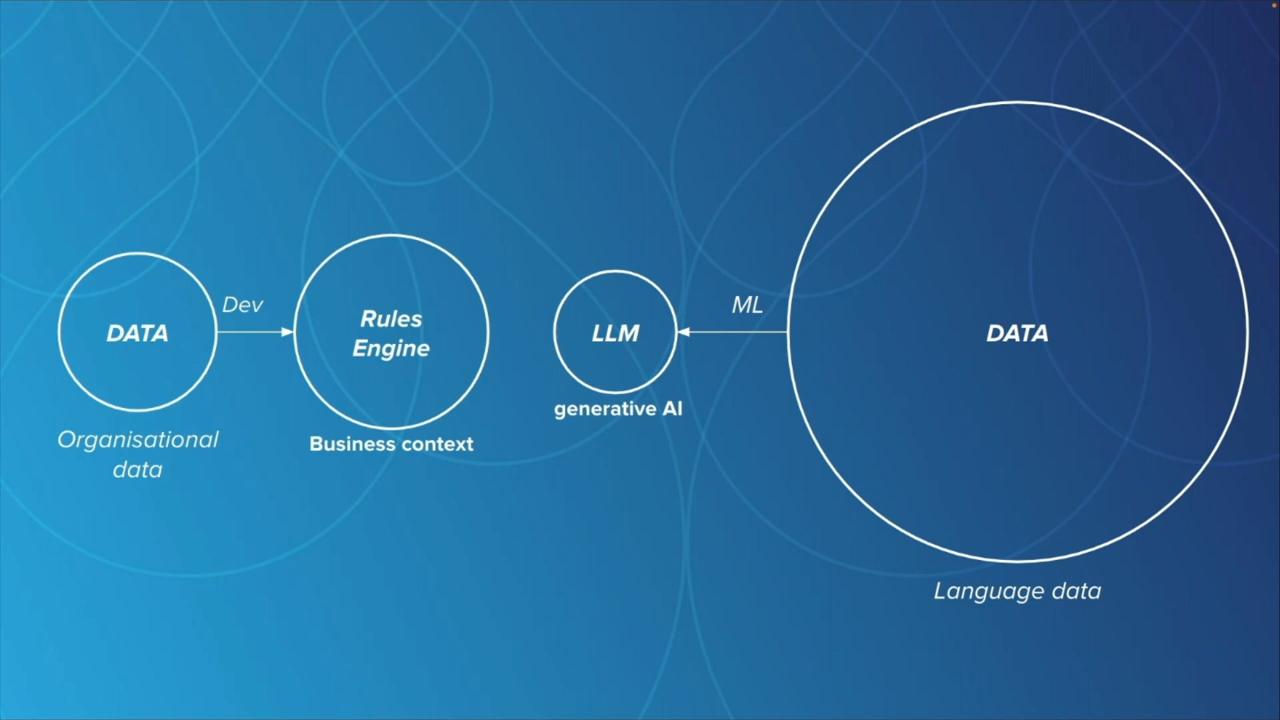 DATA
Organisational
data
Dev
Rules
Engine
Business context
LLM
generative AI
ML
DATA
Language data